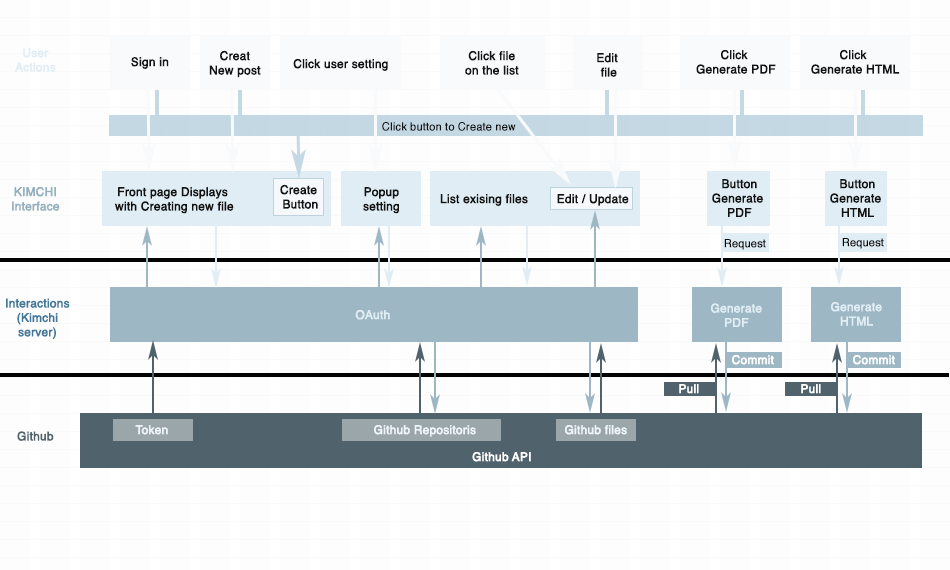 User
Actions
Sign in
Creat
New post
Click user setting
Click file
on the list
Edit
file
Click
Generate PDF
Click
Generate HTML
Click button to Create new
KIMCHI
Interface
Front page Displays
with Creating new file
Create
Button
Popup
setting
List exising files
Edit / Update
Button
Generate
PDF
Button
Generate
HTML
Request
Request
Interactions
(Kimchi
server)
OAuth
Generate
PDF
Generate
HTML
Commit
Commit
Pull
Pull
Github
Token
Github Repositoris
Github files
Github API